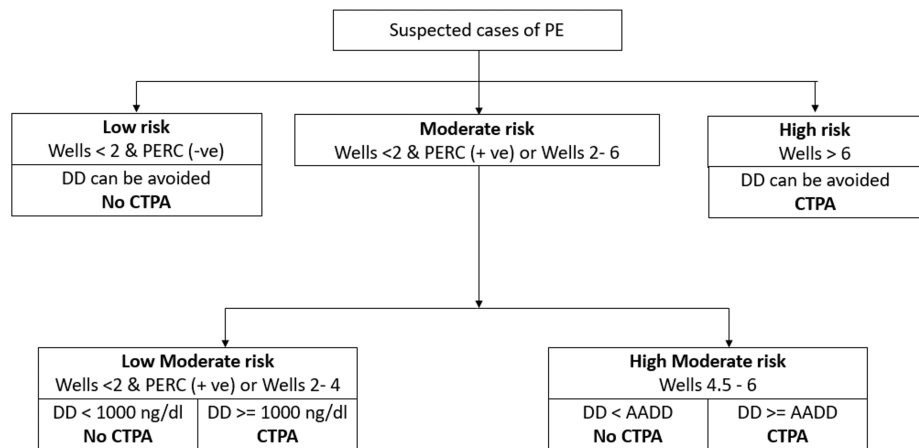 Suspected cases of PE
Low risk
Wells < 2 & PERC (-ve)
DD can be avoided
No CTPA
Moderate risk
Wells <2 & PERC (+ ve) or Wells 2- 6
High risk
Wells > 6
DD can be avoided
CTPA
Low Moderate risk
Wells <2 & PERC (+ ve) or Wells 2- 4
DD < 1000 ng/dl
No CTPA
DD >= 1000 ng/dl
CTPA
High Moderate risk
Wells 4.5 - 6
DD < AADD
No CTPA
DD >= AADD
CTPA